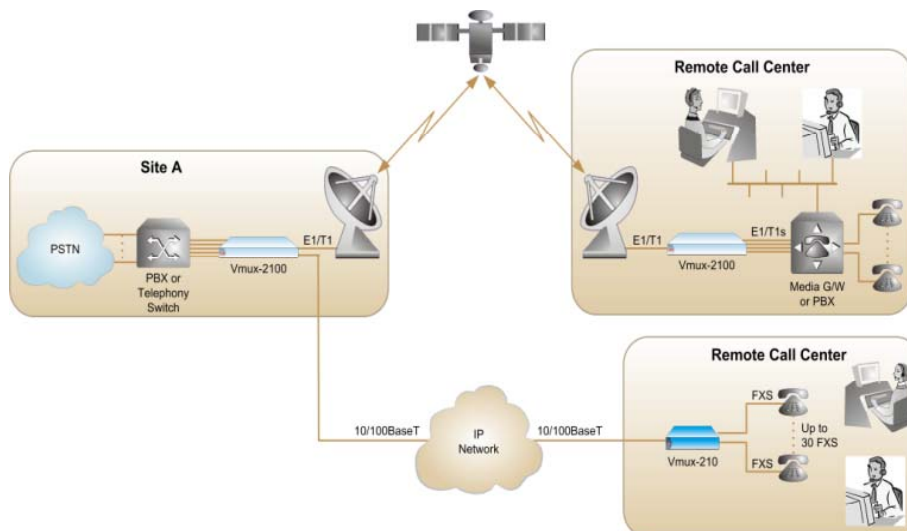 Remote Call Center
Site A
PSTN
PBX or
Telephony
Switch
Vmux-2100
E1/T1
E1/T1
Vmux-2100
E1/T1s
Media G/W
or PBX
Remote Call Center
10/100BaseT
IP
Network
10/100BaseT
Vmux-210
FXS
FXS
Up to
30 FXS